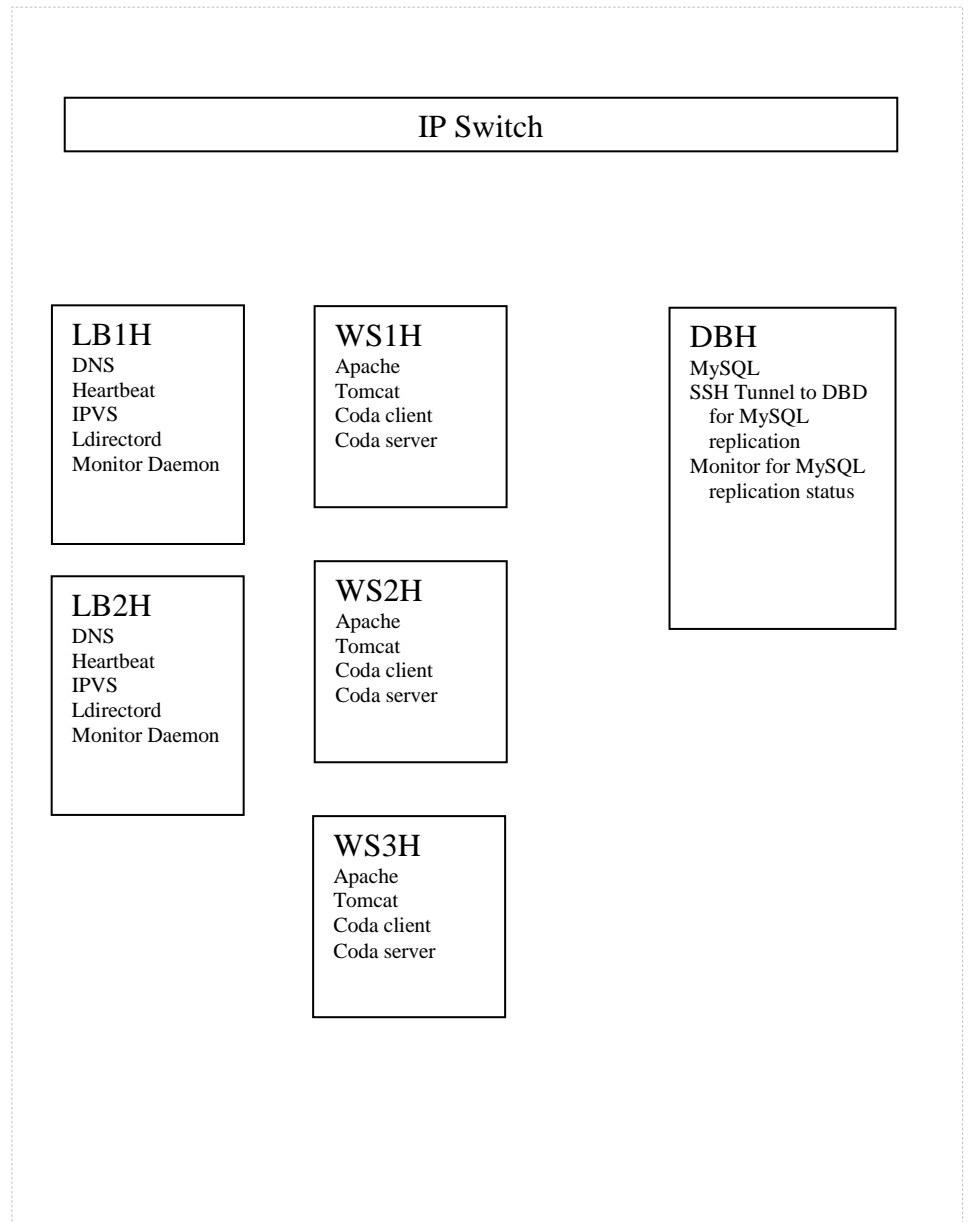 IP Switch
LB1H
DNS
Heartbeat
IPVS
Ldirectord
Monitor Daemon
LB2H
DNS
Heartbeat
IPVS
Ldirectord
Monitor Daemon
WS1H
Apache
Tomcat
Coda client
Coda server
WS2H
Apache
Tomcat
Coda client
Coda server
WS3H
Apache
Tomcat
Coda client
Coda server
DBH
MySQL
SSH Tunnel to DBD
for MySQL
replication
Monitor for MySQL
replication status